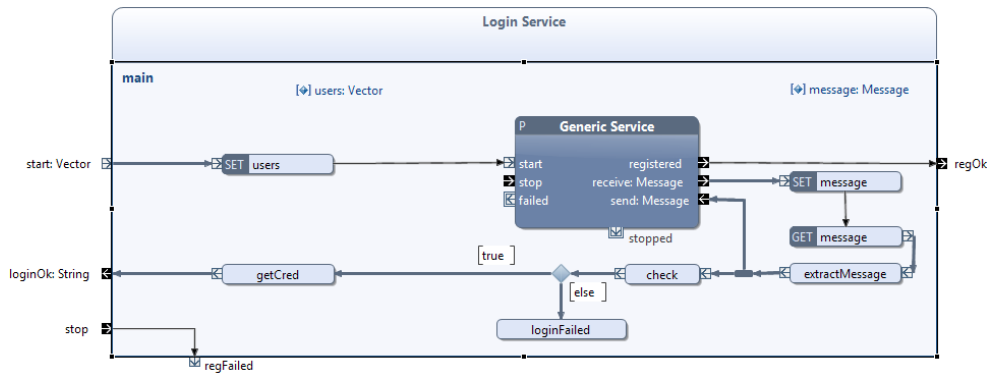 Login Service
main
users: Vector
message: Message
P Generic Service
start: Vector
SET users
start
registered
regOk
stop
receive: Message
SET message
failed
send: Message
stopped
GET message
[true ]
loginOk: String
getCred
check
extractMessage
[else ]
stop
loginFailed
regFailed